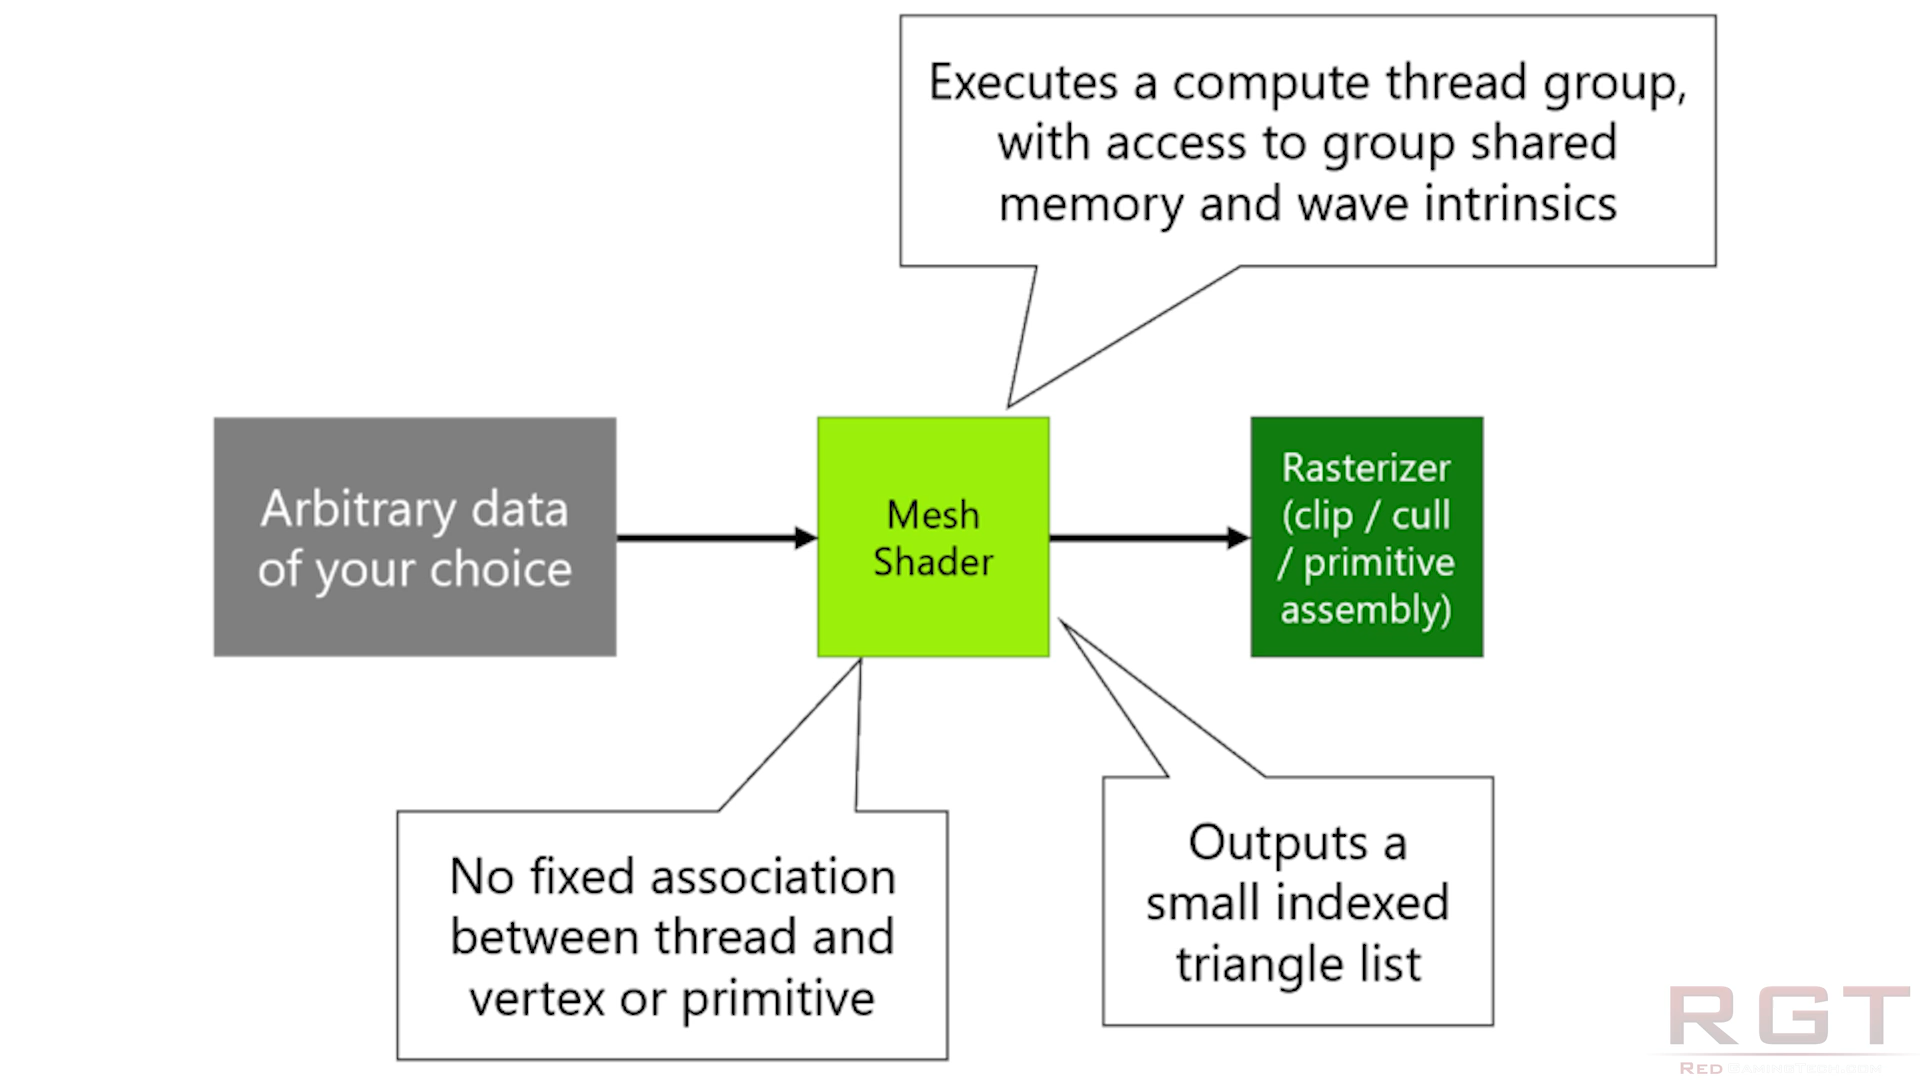 Executes a compute thread group,
with access to group shared
memory and wave intrinsics
Arbitrary data
of your choice
Mesh
Shader
Rasterizer
(clip / cull
/ primitive
assembly)
No fixed association
between thread and
vertex or primitive
Outputs a
small indexed
triangle list
RGT
RED